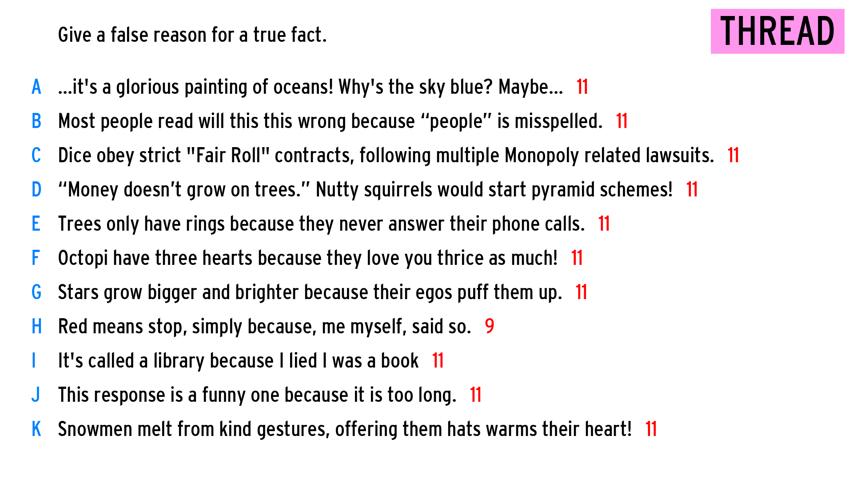 Give a false reason for a true fact.
THREAD
A ...it's a glorious painting of oceans! Why's the sky blue? Maybe... 11
B Most people read will this this wrong because “people” is misspelled. 11
C Dice obey strict "Fair Roll" contracts, following multiple Monopoly related lawsuits. 11
D “Money doesn’t grow on trees.” Nutty squirrels would start pyramid schemes! 11
E Trees only have rings because they never answer their phone calls. 11
F Octopi have three hearts because they love you thrice as much! 11
G Stars grow bigger and brighter because their egos puff them up. 11
H Red means stop, simply because, me myself, said so. 9
I It's called a library because I lied I was a book 11
J This response is a funny one because it is too long. 11
K Snowmen melt from kind gestures, offering them hats warms their heart! 11